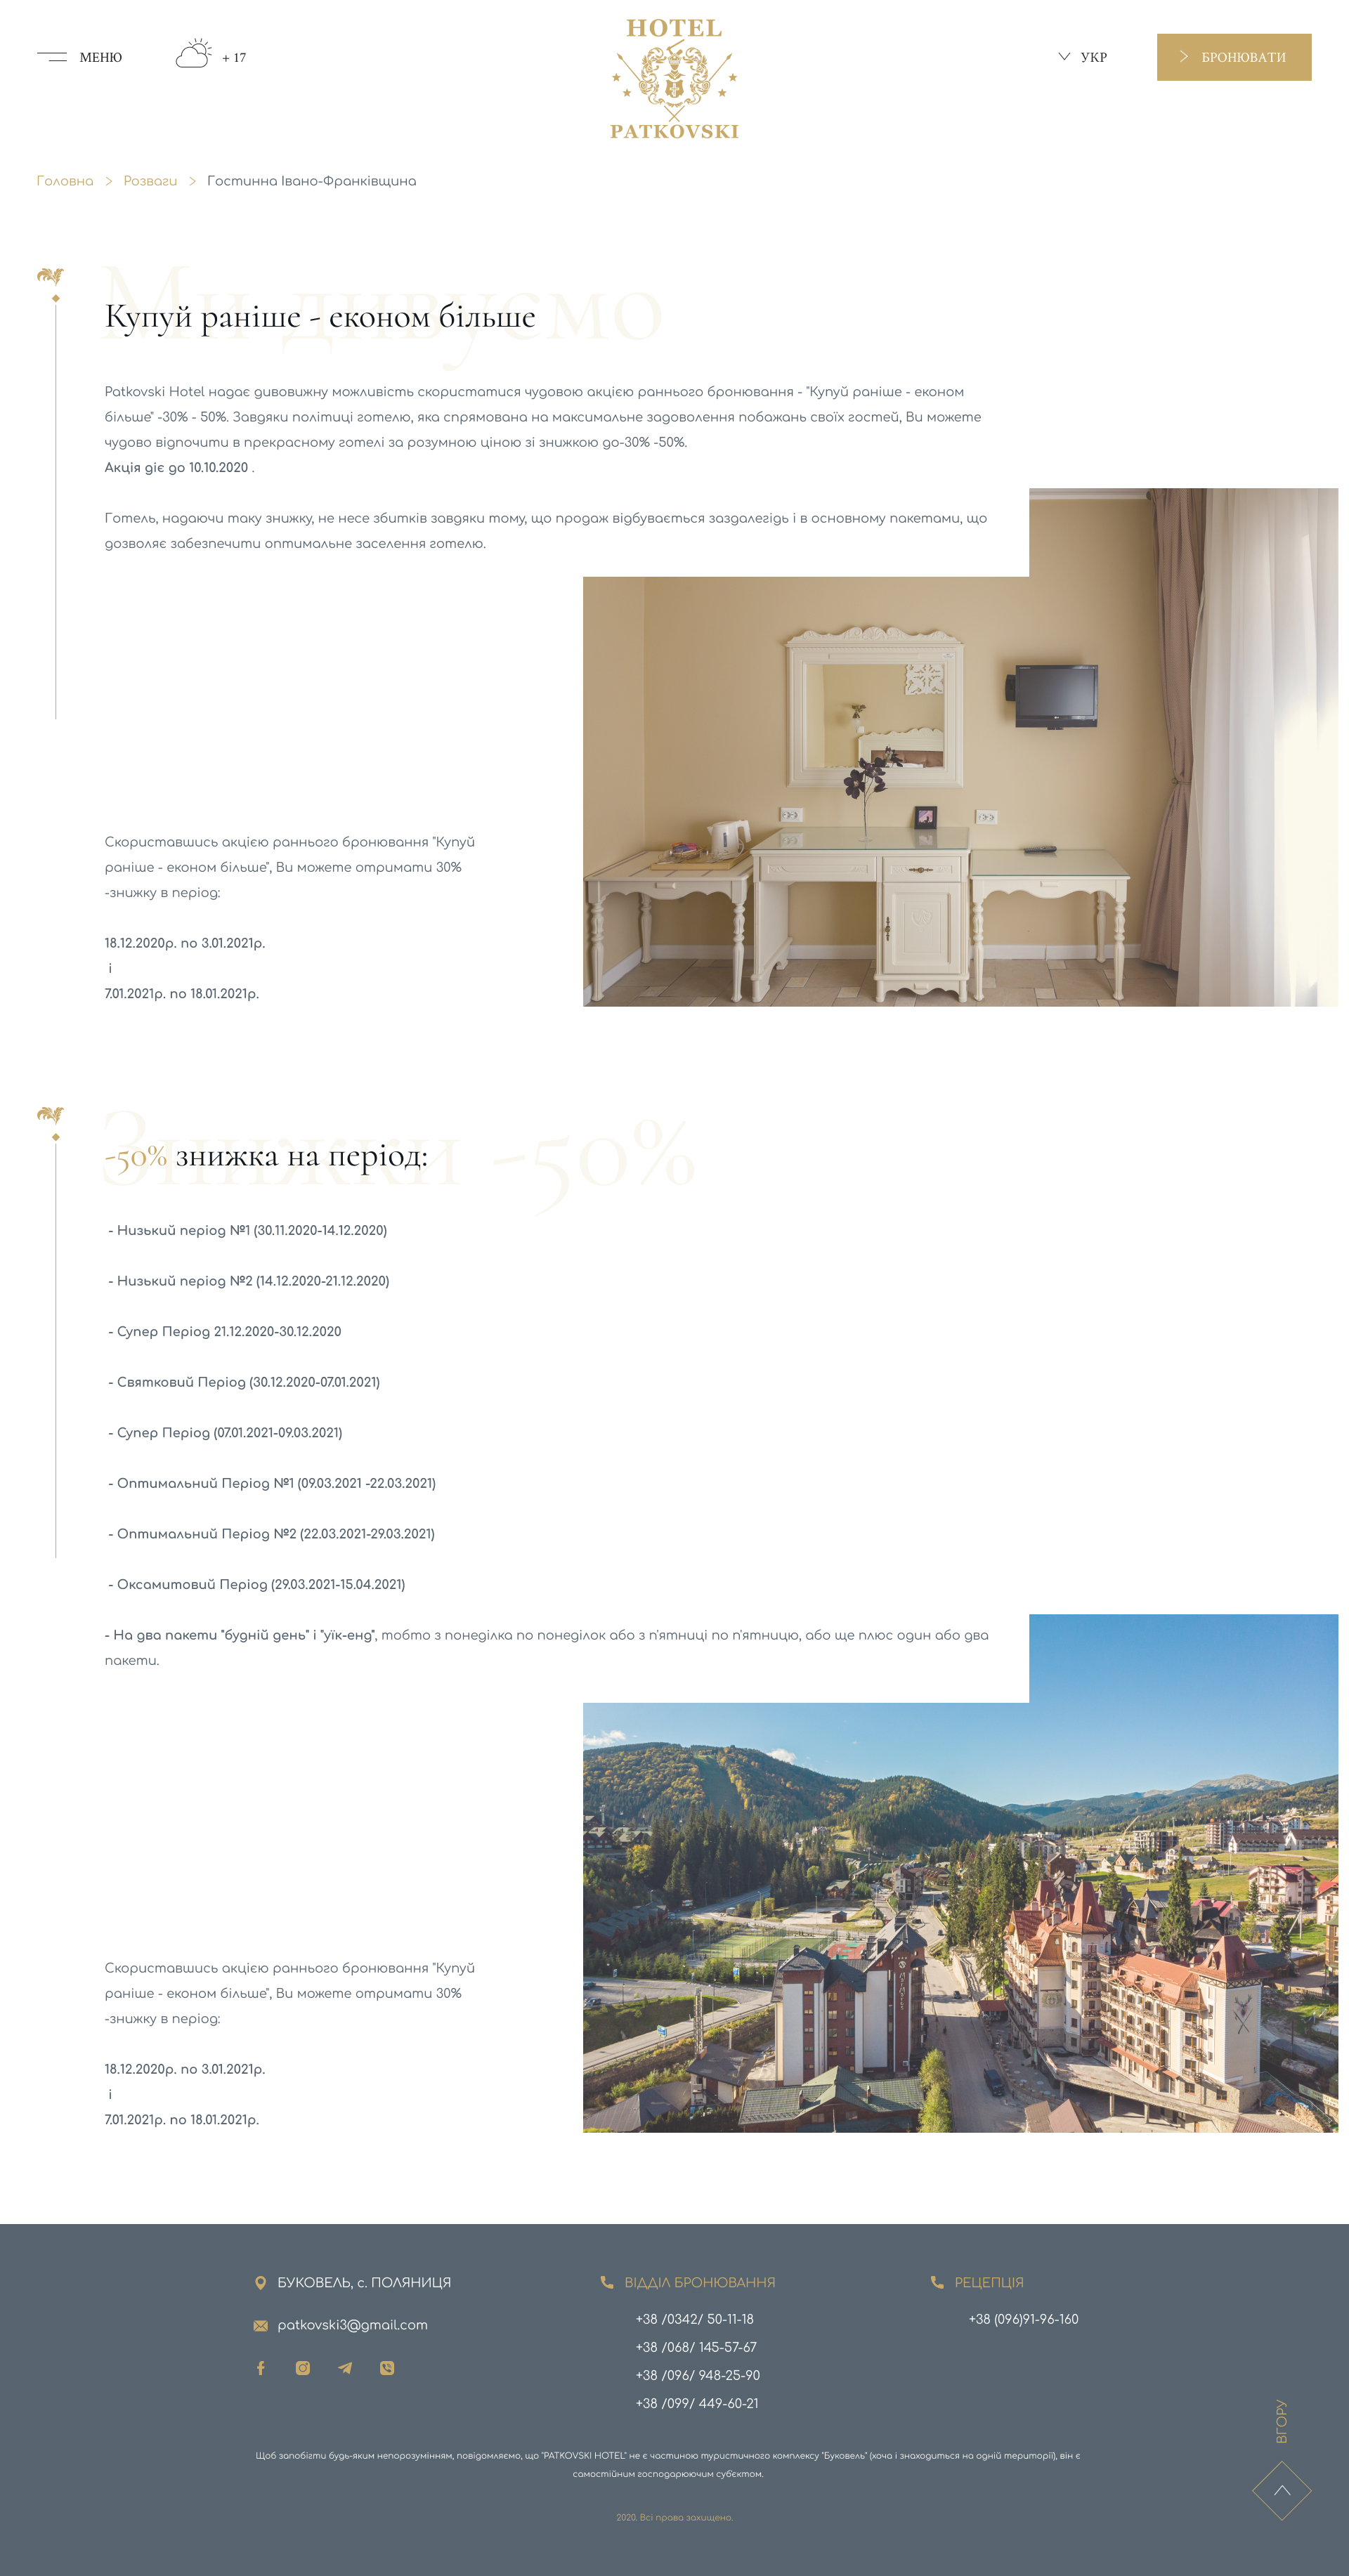 МЕНЮ
+ 17
HOTEL
PATKOVSKI
УКР
БРОНЮВАТИ
Головна > Розваги > Гостинна Івано-Франківщина
Ми дивуємо
Купуй раніше - економ більше
Patkovski Hotel надає дивовижну можливість скористатися чудовою акцією раннього бронювання - "Купуй раніше - економ
більше" -30% - 50%. Завдяки політиці готелю, яка спрямована на максимальне задоволення побажань своїх гостей, Ви можете
чудово відпочити в прекрасному готелі за розумною ціною зі знижкою до-30% -50%.
Акція діє до 10.10.2020 .
Готель, надаючи таку знижку, не несе збитків завдяки тому, що продаж відбувається заздалегідь і в основному пакетами, що
дозволяє забезпечити оптимальне заселення готелю.
Скориставшись акцією раннього бронювання "Купуй
раніше - економ більше", Ви можете отримати 30%
-знижку в період:
18.12.2020р. по 3.01.2021р.
і
7.01.2021р. по 18.01.2021р.
Знижки -50%
-50% знижка на період:
- Низький період №1 (30.11.2020-14.12.2020)
- Низький період №2 (14.12.2020-21.12.2020)
- Супер Період 21.12.2020-30.12.2020
- Святковий Період (30.12.2020-07.01.2021)
- Супер Період (07.01.2021-09.03.2021)
- Оптимальний Період №1 (09.03.2021 -22.03.2021)
- Оптимальний Період №2 (22.03.2021-29.03.2021)
- Оксамитовий Період (29.03.2021-15.04.2021)
- На два пакети "будній день" і "уїк-енд", тобто з понеділка по понеділок або з п'ятниці по п'ятницю, або ще плюс один або два
пакети.
Скориставшись акцією раннього бронювання "Купуй
раніше - економ більше", Ви можете отримати 30%
-знижку в період:
18.12.2020р. по 3.01.2021р.
і
7.01.2021р. по 18.01.2021р.
БУКОВЕЛЬ, с. ПОЛЯНИЦЯ
patkovski3@gmail.com
ВІДДІЛ БРОНЮВАННЯ
+38 /0342/ 50-11-18
+38 /068/ 145-57-67
+38 /096/ 948-25-90
+38 /099/ 449-60-21
РЕЦЕПЦІЯ
+38 (096)91-96-160
ВГОРУ
Щоб запобігти будь-яким непорозумінням, повідомляємо, що "PATKOVSKI HOTEL" не є частиною туристичного комплексу "Буковель" (хоча і знаходиться на одній території), він є
самостійним господарюючим суб'єктом.
2020. Всі права захищено.